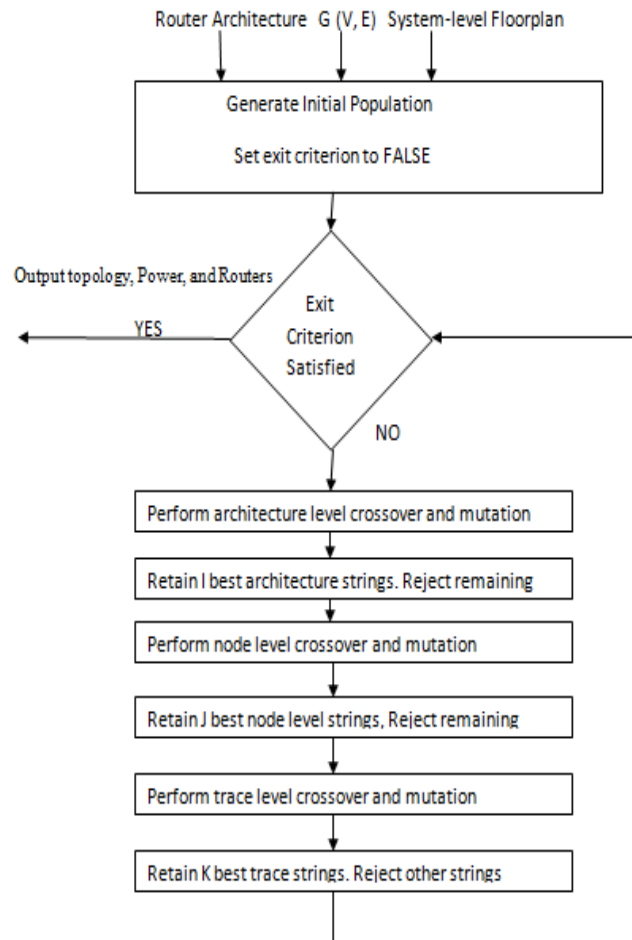 Router Architecture G (V, E) System-level Floorplan
Generate Initial Population
Set exit criterion to FALSE
Output topology, Power, and Routers
YES
Exit
Criterion
Satisfied
NO
Perform architecture level crossover and mutation
Retain I best architecture strings. Reject remaining
Perform node level crossover and mutation
Retain J best node level strings, Reject remaining
Perform trace level crossover and mutation
Retain K best trace strings. Reject other strings